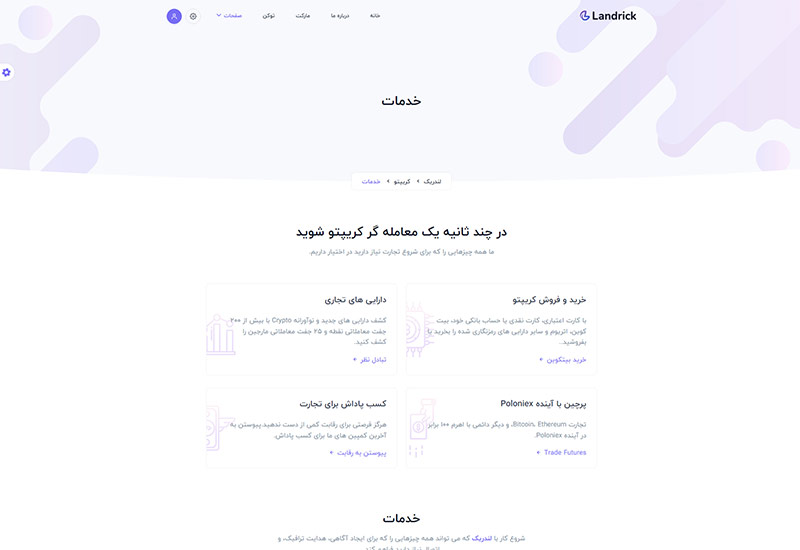 Landrick
خانه
درباره ما
مارکت
توکن
صفحات
خدمات
لندریک
کریپتو
خدمات
در چند ثانیه یک معامله گر کریپتو شوید
ما همه چیزهایی را که برای شروع تجارت نیاز دارید در اختیار داریم.
خرید و فروش کریپتو
با کارت اعتباری، کارت نقدی یا حساب بانکی خود، بیت
کوین، اتریوم و سایر دارایی های رمزنگاری شده را بخرید یا
بفروشید.
خرید بیتکوین +
دارایی های تجاری
کشف دارایی های جدید و نوآورانه Crypto با بیش از ۲۰۰
جفت معاملاتی نقطه و ۲۵ جفت معاملاتی مارجین را
کشف کنید.
تبادل نظر +
پرچین با آینده Poloniex
تجارت Bitcoin، Ethereum، و دیگر دائمی با اهرم ۱۰۰ برابر
در آینده Poloniex.
Trade Futures +
کسب پاداش برای تجارت
هرگز فرصتی برای رقابت کمی از دست ندهید.پیوستن به
آخرین کمپین های ما برای کسب پاداش.
پیوستن به رقابت +
خدمات
شروع کار با لندریک که می تواند همه چیزهایی را که برای ایجاد آگاهی، هدایت ترافیک، و